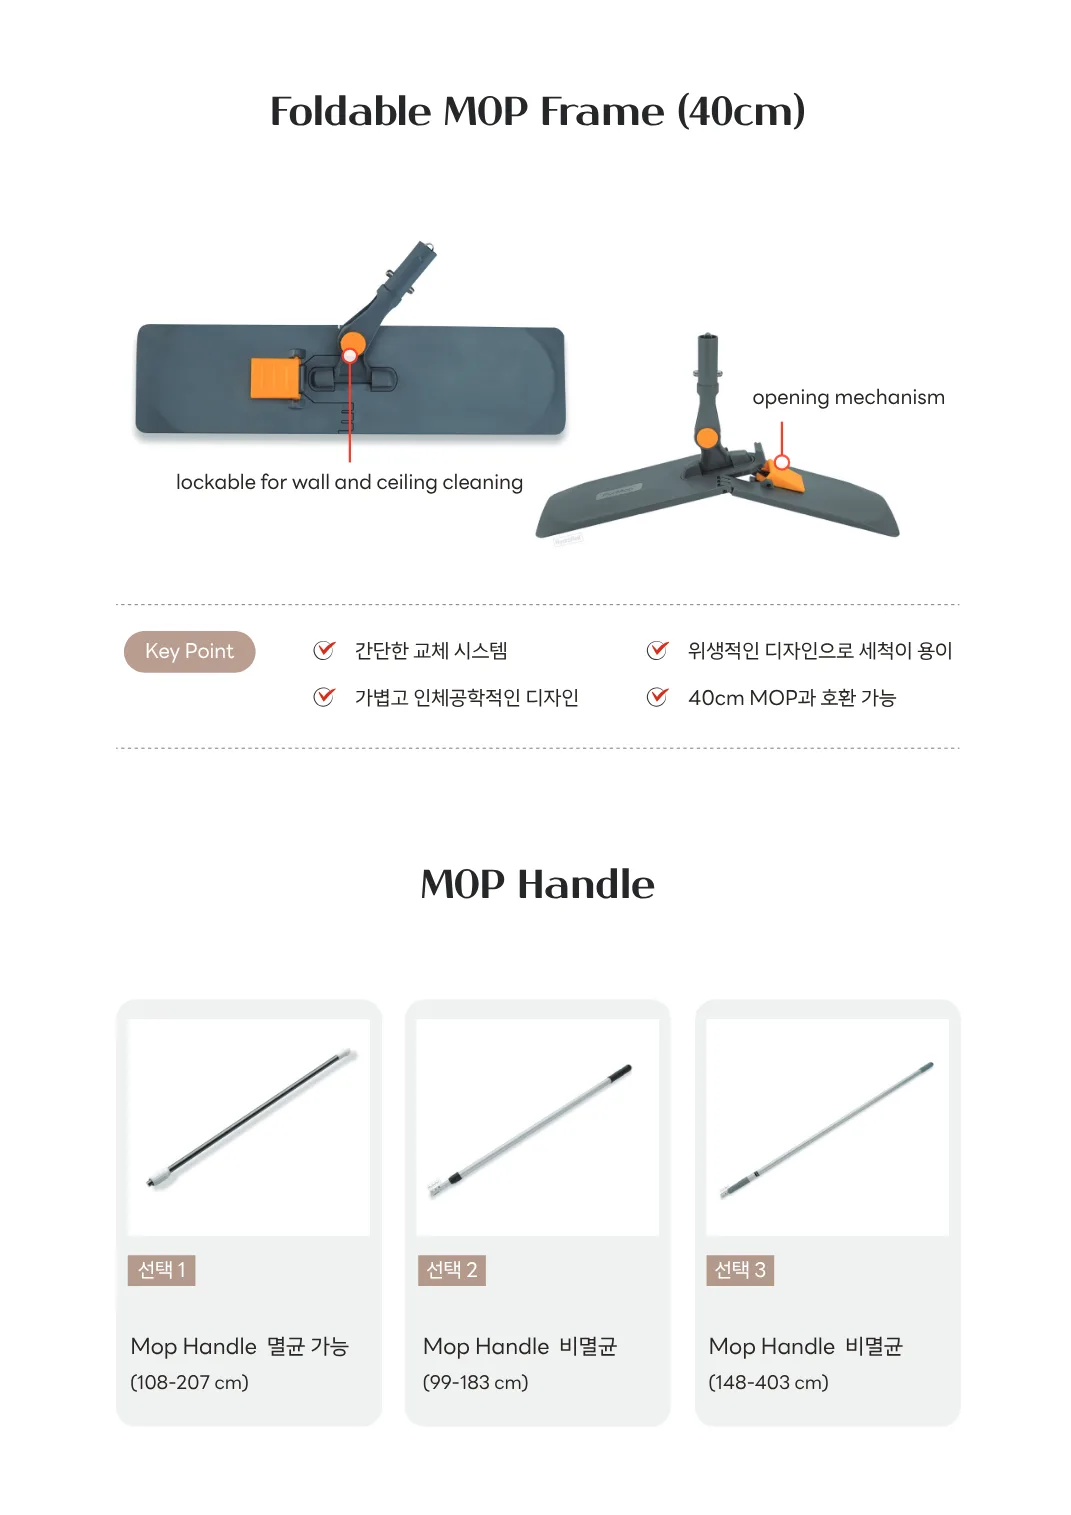 Foldable MOP Frame (40cm)
opening mechanism
lockable for wall and ceiling cleaning
Key Point
간단한 교체 시스템
위생적인 디자인으로 세척이 용이
가볍고 인체공학적인 디자인
40cm MOP과 호환 가능
MOP Handle
선택 1
선택 2
선택 3
Mop Handle 멸균 가능
(108-207 cm)
Mop Handle 비멸균
(99-183 cm)
Mop Handle 비멸균
(148-403 cm)